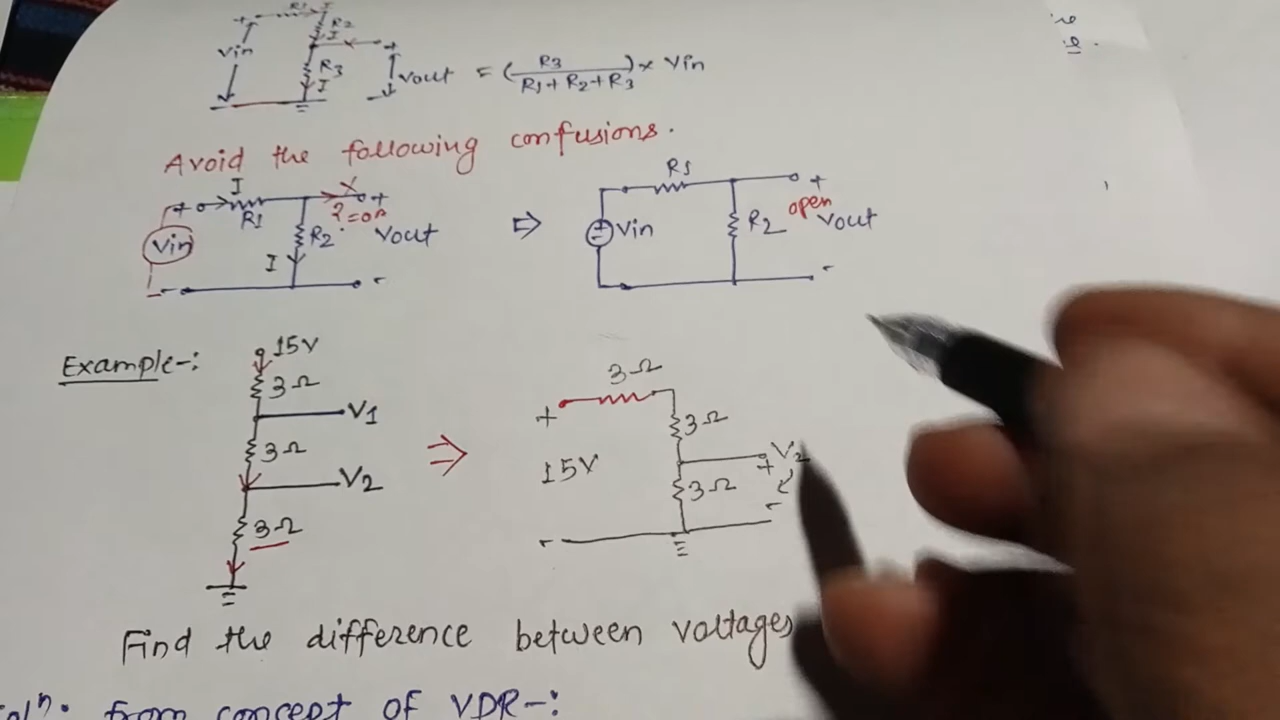 R1 I
+ R2
I +
Vin R3 Vout = (R3 / R1+R2+R3) × Vin
I
Avoid the following confusions.
I X R1
+ + +
R1 ?=0A open
Vin R2 Vout ⇒ Vin R2 Vout
I
- - -
Example-: 15V 3Ω
3Ω +
V1 3Ω
3Ω ⇒ 15V V2
V2 3Ω +
3Ω -
-
Find the difference between voltages
from concept of VDR-: